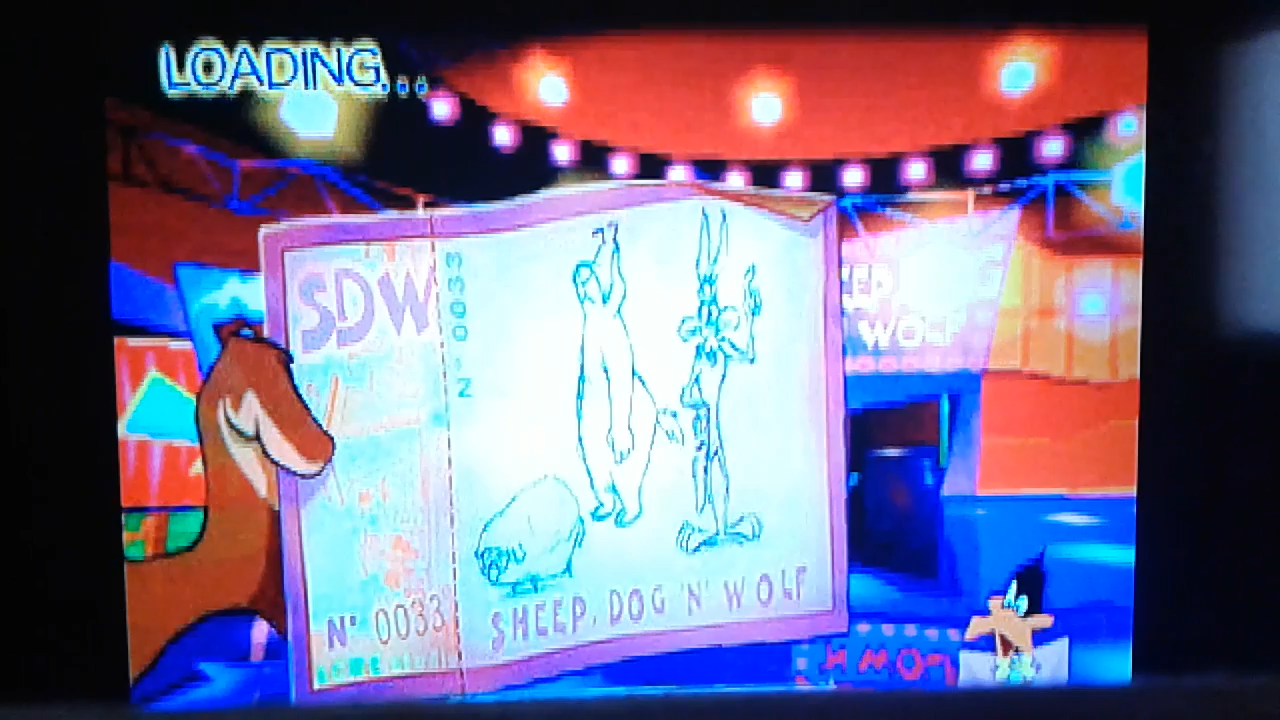 LOADING...
SDW
N° 0033
EEP
WOLF
N° 0033
SHEEP, DOG 'N' WOLF